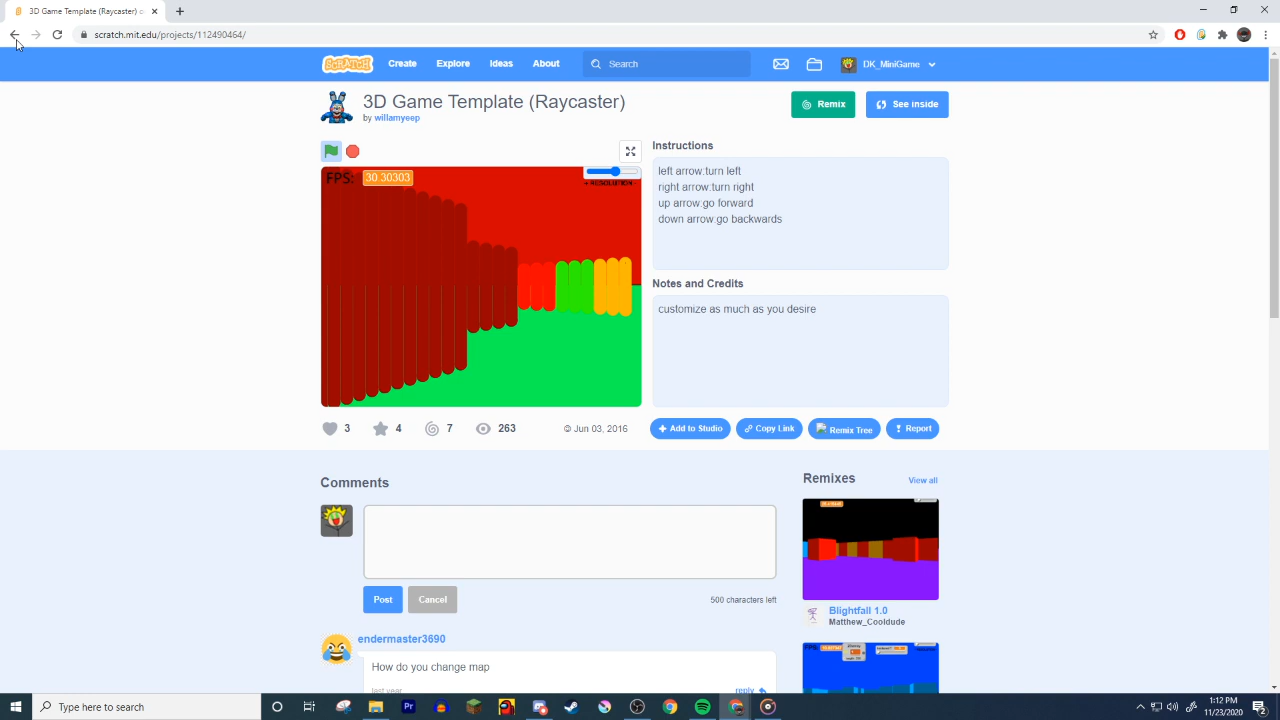 3D Game Template (Raycaster) o
scratch.mit.edu/projects/112490464/
SCRATCH
Create
Explore
Ideas
About
Search
DK_MiniGame
3D Game Template (Raycaster)
by willamyeep
Remix
See inside
FPS: 30.30303
+RESOLUTION-
Instructions
left arrow:turn left
right arrow:turn right
up arrow:go forward
down arrow:go backwards
Notes and Credits
customize as much as you desire
3
4
7
263
© Jun 03, 2016
Add to Studio
Copy Link
Remix Tree
Report
Comments
Remixes
View all
Post
Cancel
500 characters left
Blightfall 1.0
Matthew_Cooldude
endermaster3690
How do you change map
last year
reply
Type here to search
Pr
1:12 PM
11/23/2020
2